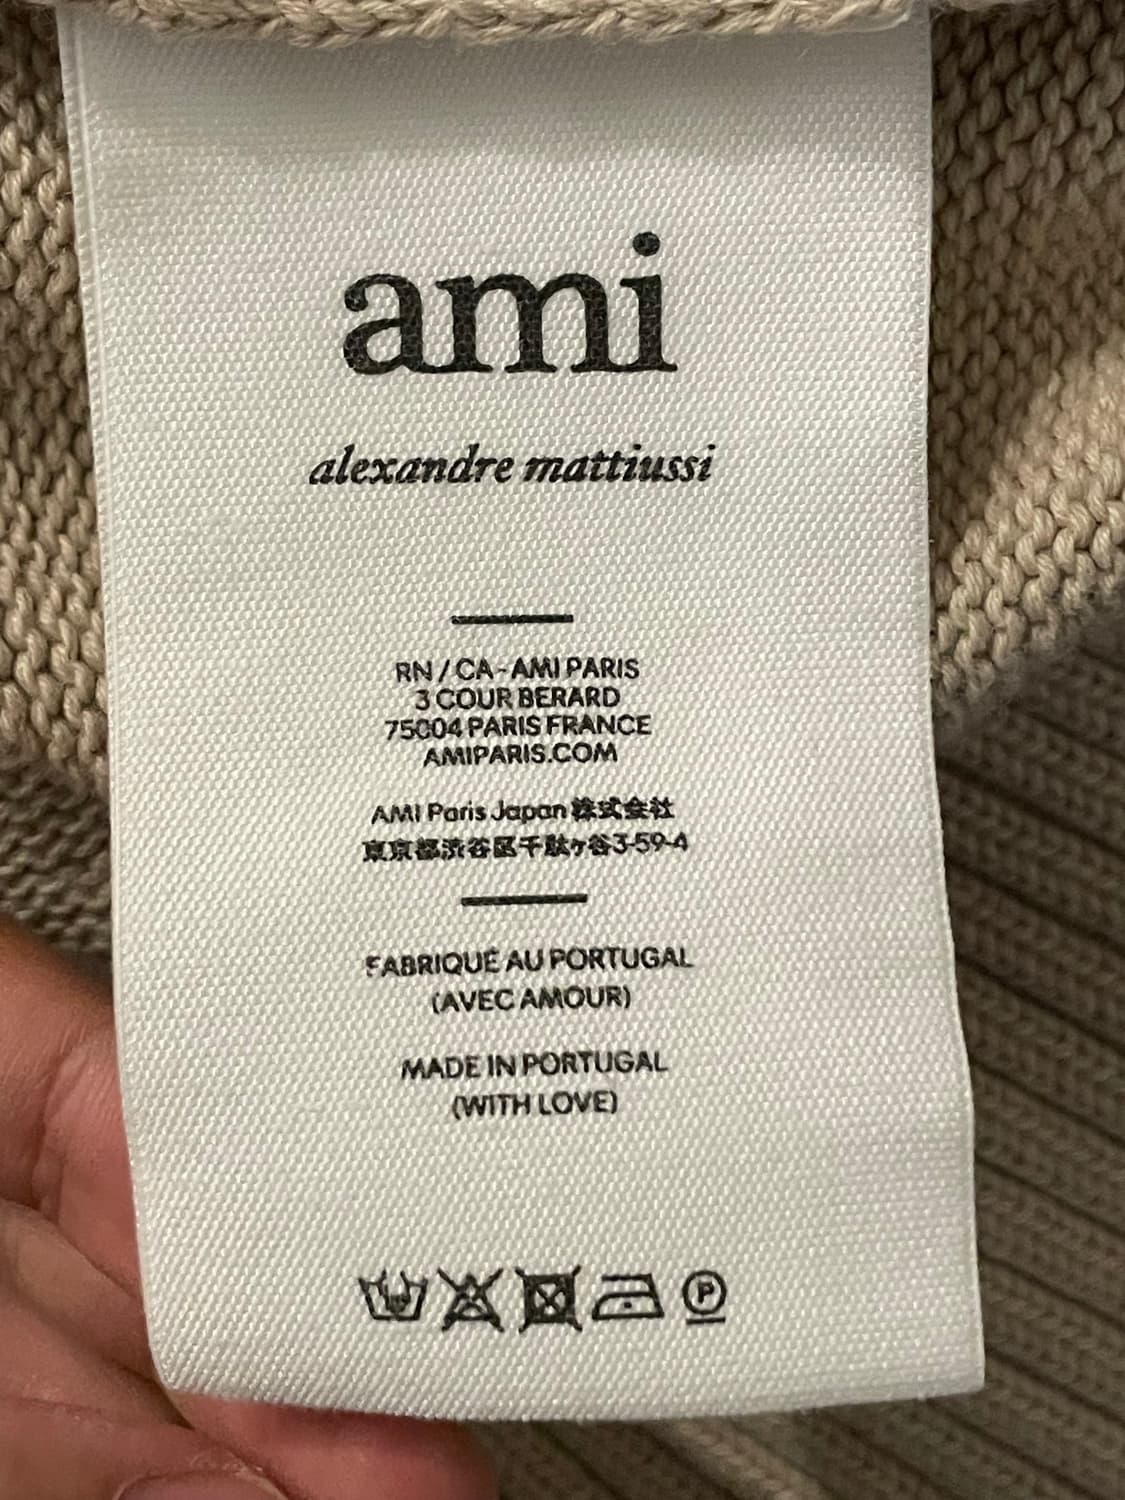 ami
alexandre mattiussi
RN / CA - AMI PARIS
3 COUR BERARD
75004 PARIS FRANCE
AMIPARIS.COM
AMI Paris Japan 株式会社
東京都渋谷区千駄ヶ谷3-59-4
FABRIQUÉ AU PORTUGAL
(AVEC AMOUR)
MADE IN PORTUGAL
(WITH LOVE)
P